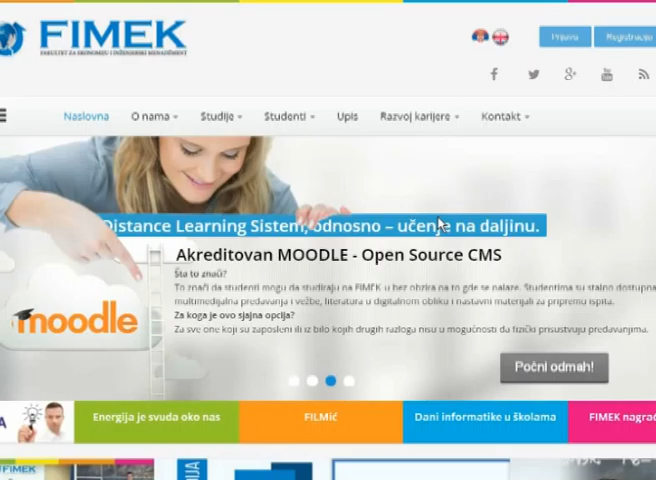 FIMEK
FAKULTET ZA EKONOMIJU I INŽENJERSKI MENADŽMENT
Prijava
Registracija
Naslovna
O nama
Studije
Studenti
Upis
Razvoj karijere
Kontakt
Distance Learning Sistem, odnosno – učenje na daljinu.
Akreditovan MOODLE - Open Source CMS
Šta to znači?
To znači da studenti mogu da studiraju na FIMEK-u bez obzira na to gde se nalaze. Studentima su stalno dostupna
multimedijalna predavanja i vežbe, literatura u digitalnom obliku i nastavni materijali za pripremu ispita.
Za koga je ovo sjajna opcija?
Za sve one koji su zaposleni ili iz bilo kojih drugih razloga nisu u mogućnosti da fizički prisustvuju predavanjima.
moodle
Počni odmah!
Energija je svuda oko nas
FILMić
Dani informatike u školama
FIMEK
FIMEK